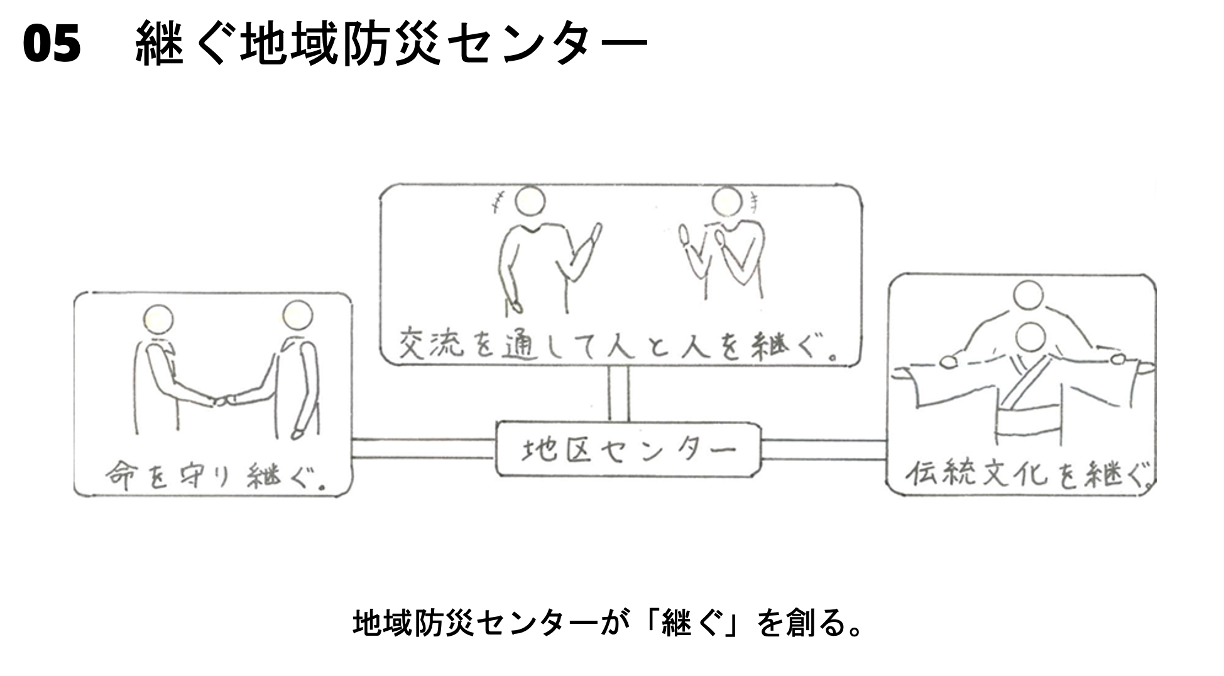 05 継ぐ地域防災センター
交流を通して人と人を継ぐ。
命を守り継ぐ。
地区センター
伝統文化を継ぐ。
地域防災センターが「継ぐ」を創る。